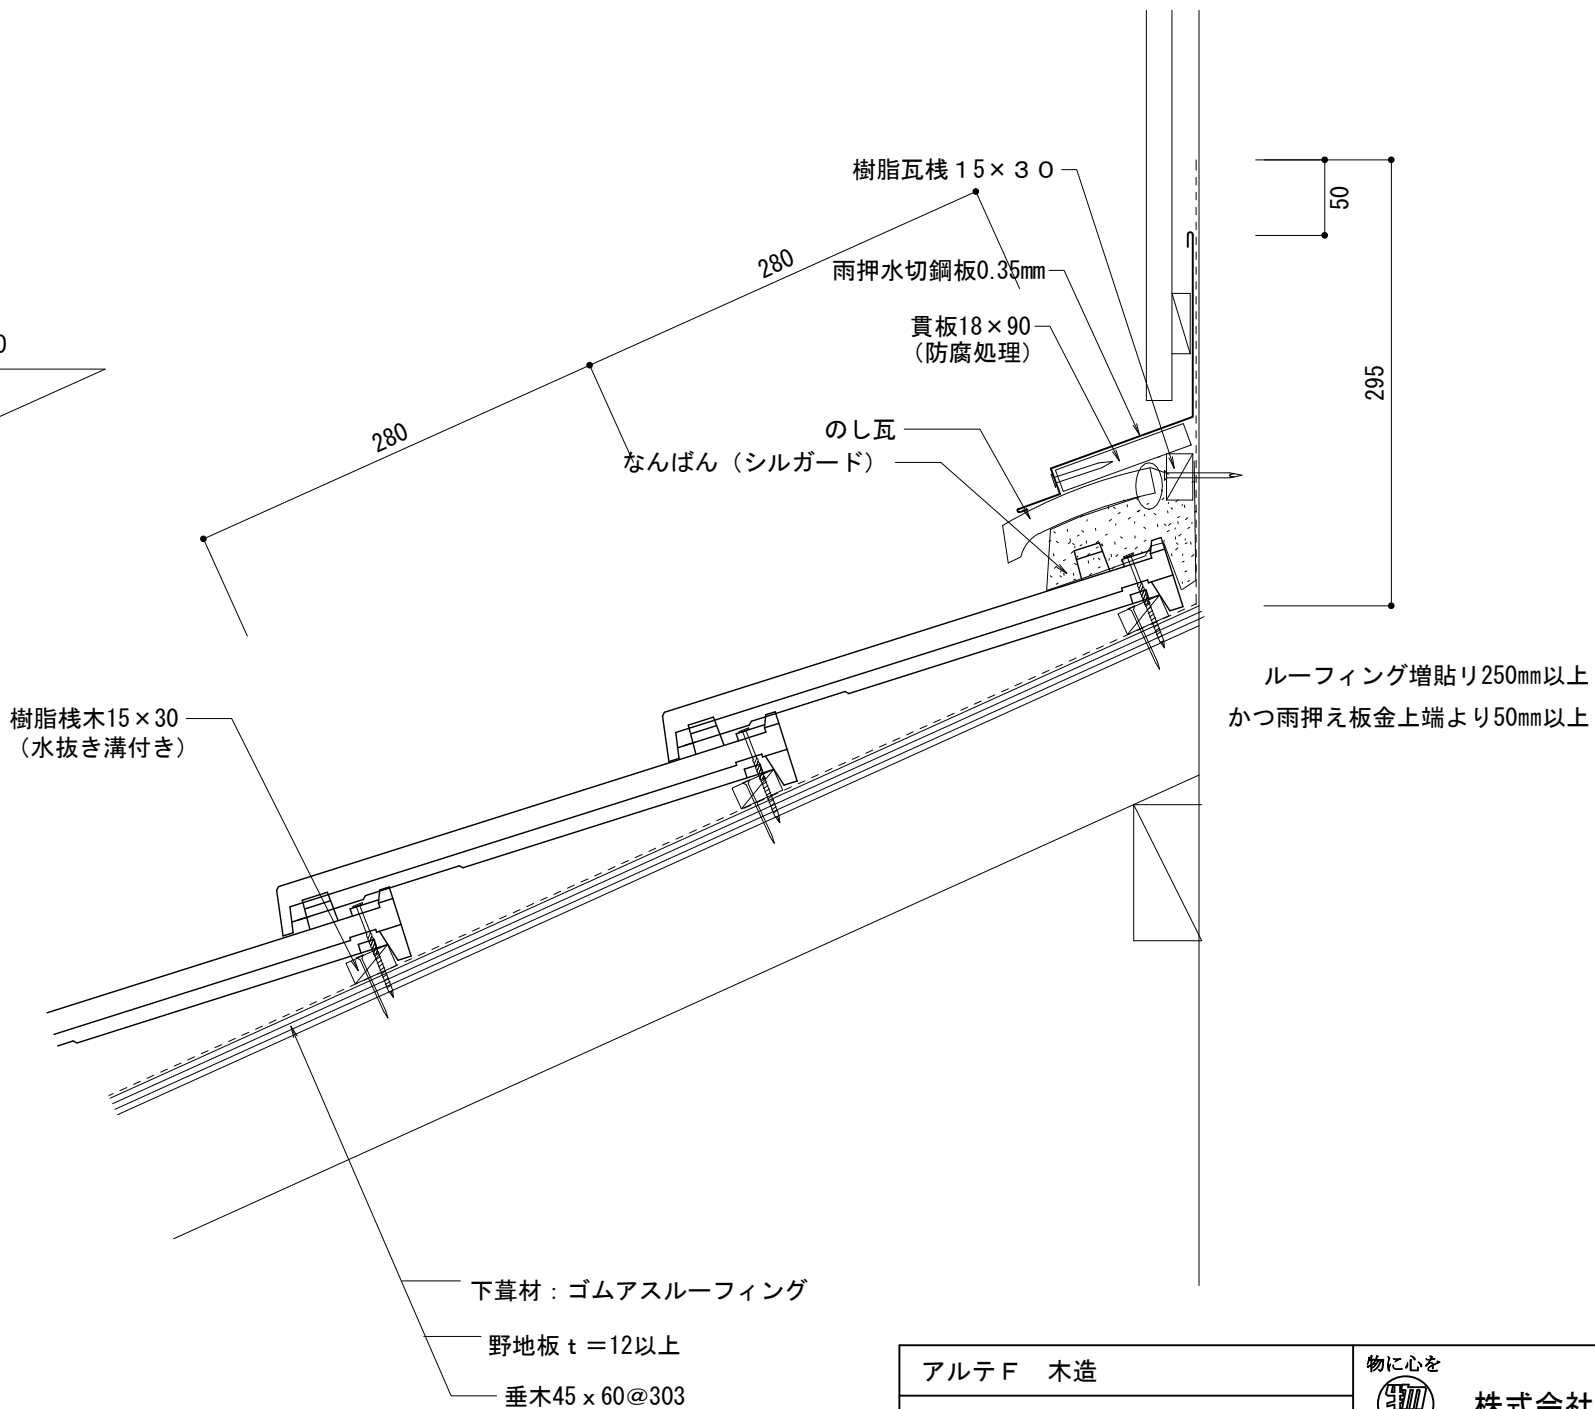 樹脂瓦桟15×30
50
280
雨押水切鋼板0.35mm
貫板18×90
（防腐処理）
0
295
280
のし瓦
なんばん（シルガード）
ルーフィング増貼リ250mm以上
かつ雨押え板金上端より50mm以上
樹脂桟木15×30
（水抜き溝付き）
下葺材：ゴムアスルーフィング
野地板ｔ＝12以上
垂木45ｘ60@303
アルテＦ　木造
物に心を
株式会社